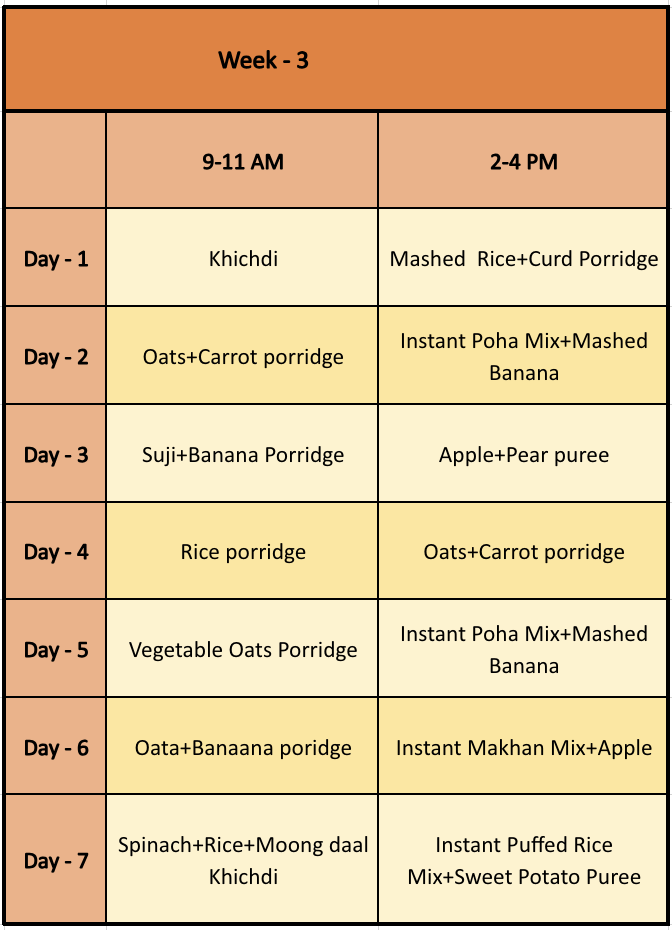 Week - 3
9-11 AM
2-4 PM
Day - 1
Khichdi
Mashed  Rice+Curd Porridge
Day - 2
Oats+Carrot porridge
Instant Poha Mix+Mashed
Banana
Day - 3
Suji+Banana Porridge
Apple+Pear puree
Day - 4
Rice porridge
Oats+Carrot porridge
Day - 5
Vegetable Oats Porridge
Instant Poha Mix+Mashed
Banana
Day - 6
Oata+Banaana poridge
Instant Makhan Mix+Apple
Day - 7
Spinach+Rice+Moong daal
Khichdi
Instant Puffed Rice
Mix+Sweet Potato Puree